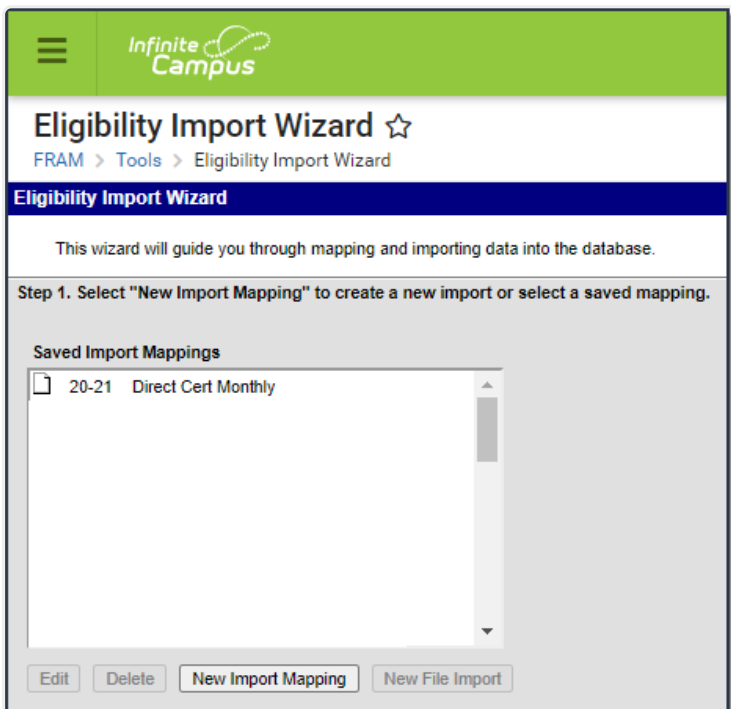 Infinite
Campus
Eligibility Import Wizard
FRAM > Tools > Eligibility Import Wizard
Eligibility Import Wizard
This wizard will guide you through mapping and importing data into the database.
Step 1. Select "New Import Mapping" to create a new import or select a saved mapping.
Saved Import Mappings
20-21 Direct Cert Monthly
Edit Delete New Import Mapping New File Import